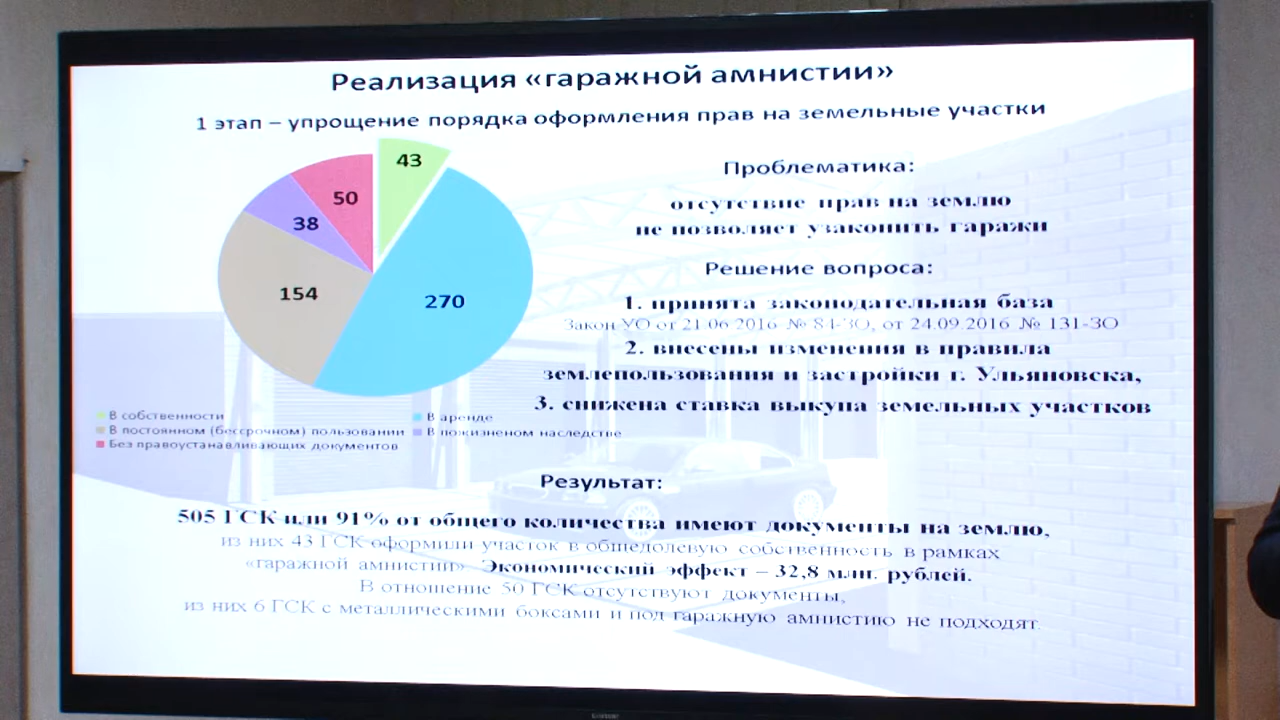 Реализация «гаражной амнистии»
1 этап – упрощение порядка оформления прав на земельные участки
43
50
38
154
270
В собственности
В аренде
В постоянном (бессрочном) пользовании
В пожизненом наследстве
Без правоустанавливающих документов
Проблематика:
отсутствие прав на землю
не позволяет узаконить гаражи
Решение вопроса:
1. принята законодательная база
Закон УО от 21.06 2016 № 84-ЗО, от 24.09.2016 № 131-ЗО
2. внесены изменения в правила
землепользования и застройки г. Ульяновска,
3. снижена ставка выкупа земельных участков
Результат:
505 ГСК или 91% от общего количества имеют документы на землю,
из них 43 ГСК оформили участок в общедолевую собственность в рамках
«гаражной амнистии» Экономический эффект – 32,8 млн. рублей.
В отношение 50 ГСК отсутствуют документы,
из них 6 ГСК с металлическими боксами и под гаражную амнистию не подходят.